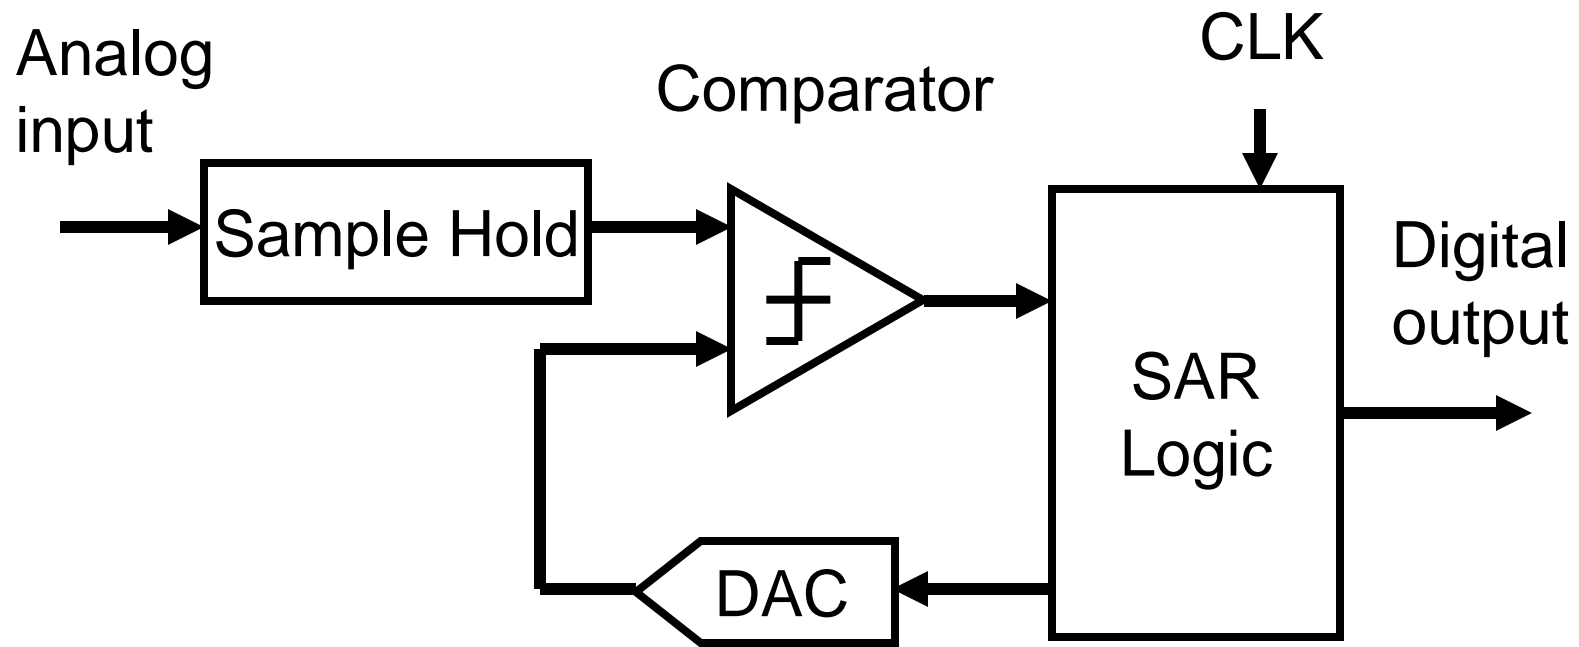 Analog
input
Sample Hold
Comparator
CLK
SAR
Logic
Digital
output
DAC